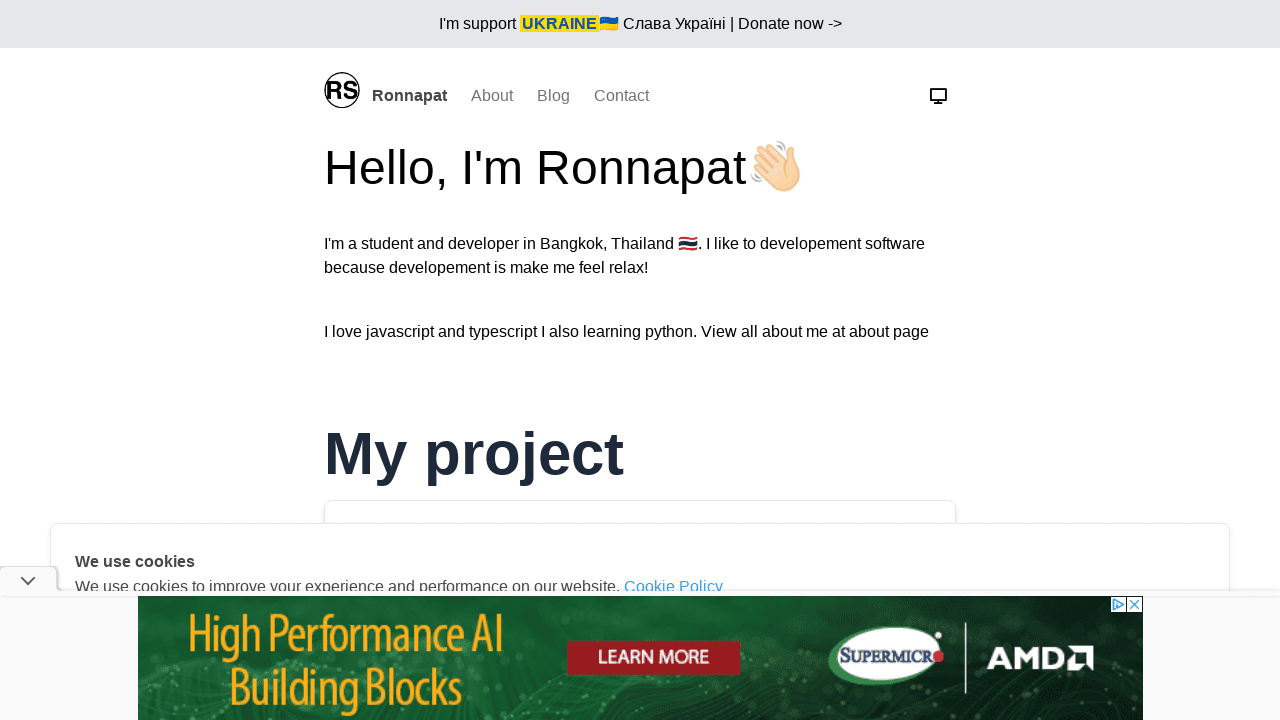 I'm support UKRAINE🇺🇦 Слава Україні | Donate now ->
RS Ronnapat About Blog Contact
Hello, I'm Ronnapat👋🏻
I'm a student and developer in Bangkok, Thailand 🇹🇭. I like to developement software
because developement is make me feel relax!
I love javascript and typescript I also learning python. View all about me at about page
My project
We use cookies
We use cookies to improve your experience and performance on our website. Cookie Policy
High Performance AI
Building Blocks
LEARN MORE
SUPERMICRO
AMD